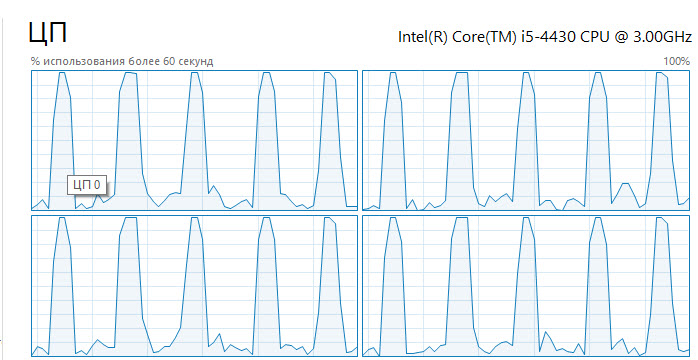 ЦП
Intel(R) Core(TM) i5-4430 CPU @ 3.00GHz
% использования более 60 секунд
100%
ЦП 0